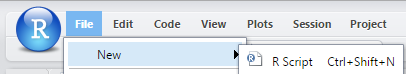 R File Edit Code View Plots Session Project
New R Script Ctrl+Shift+N